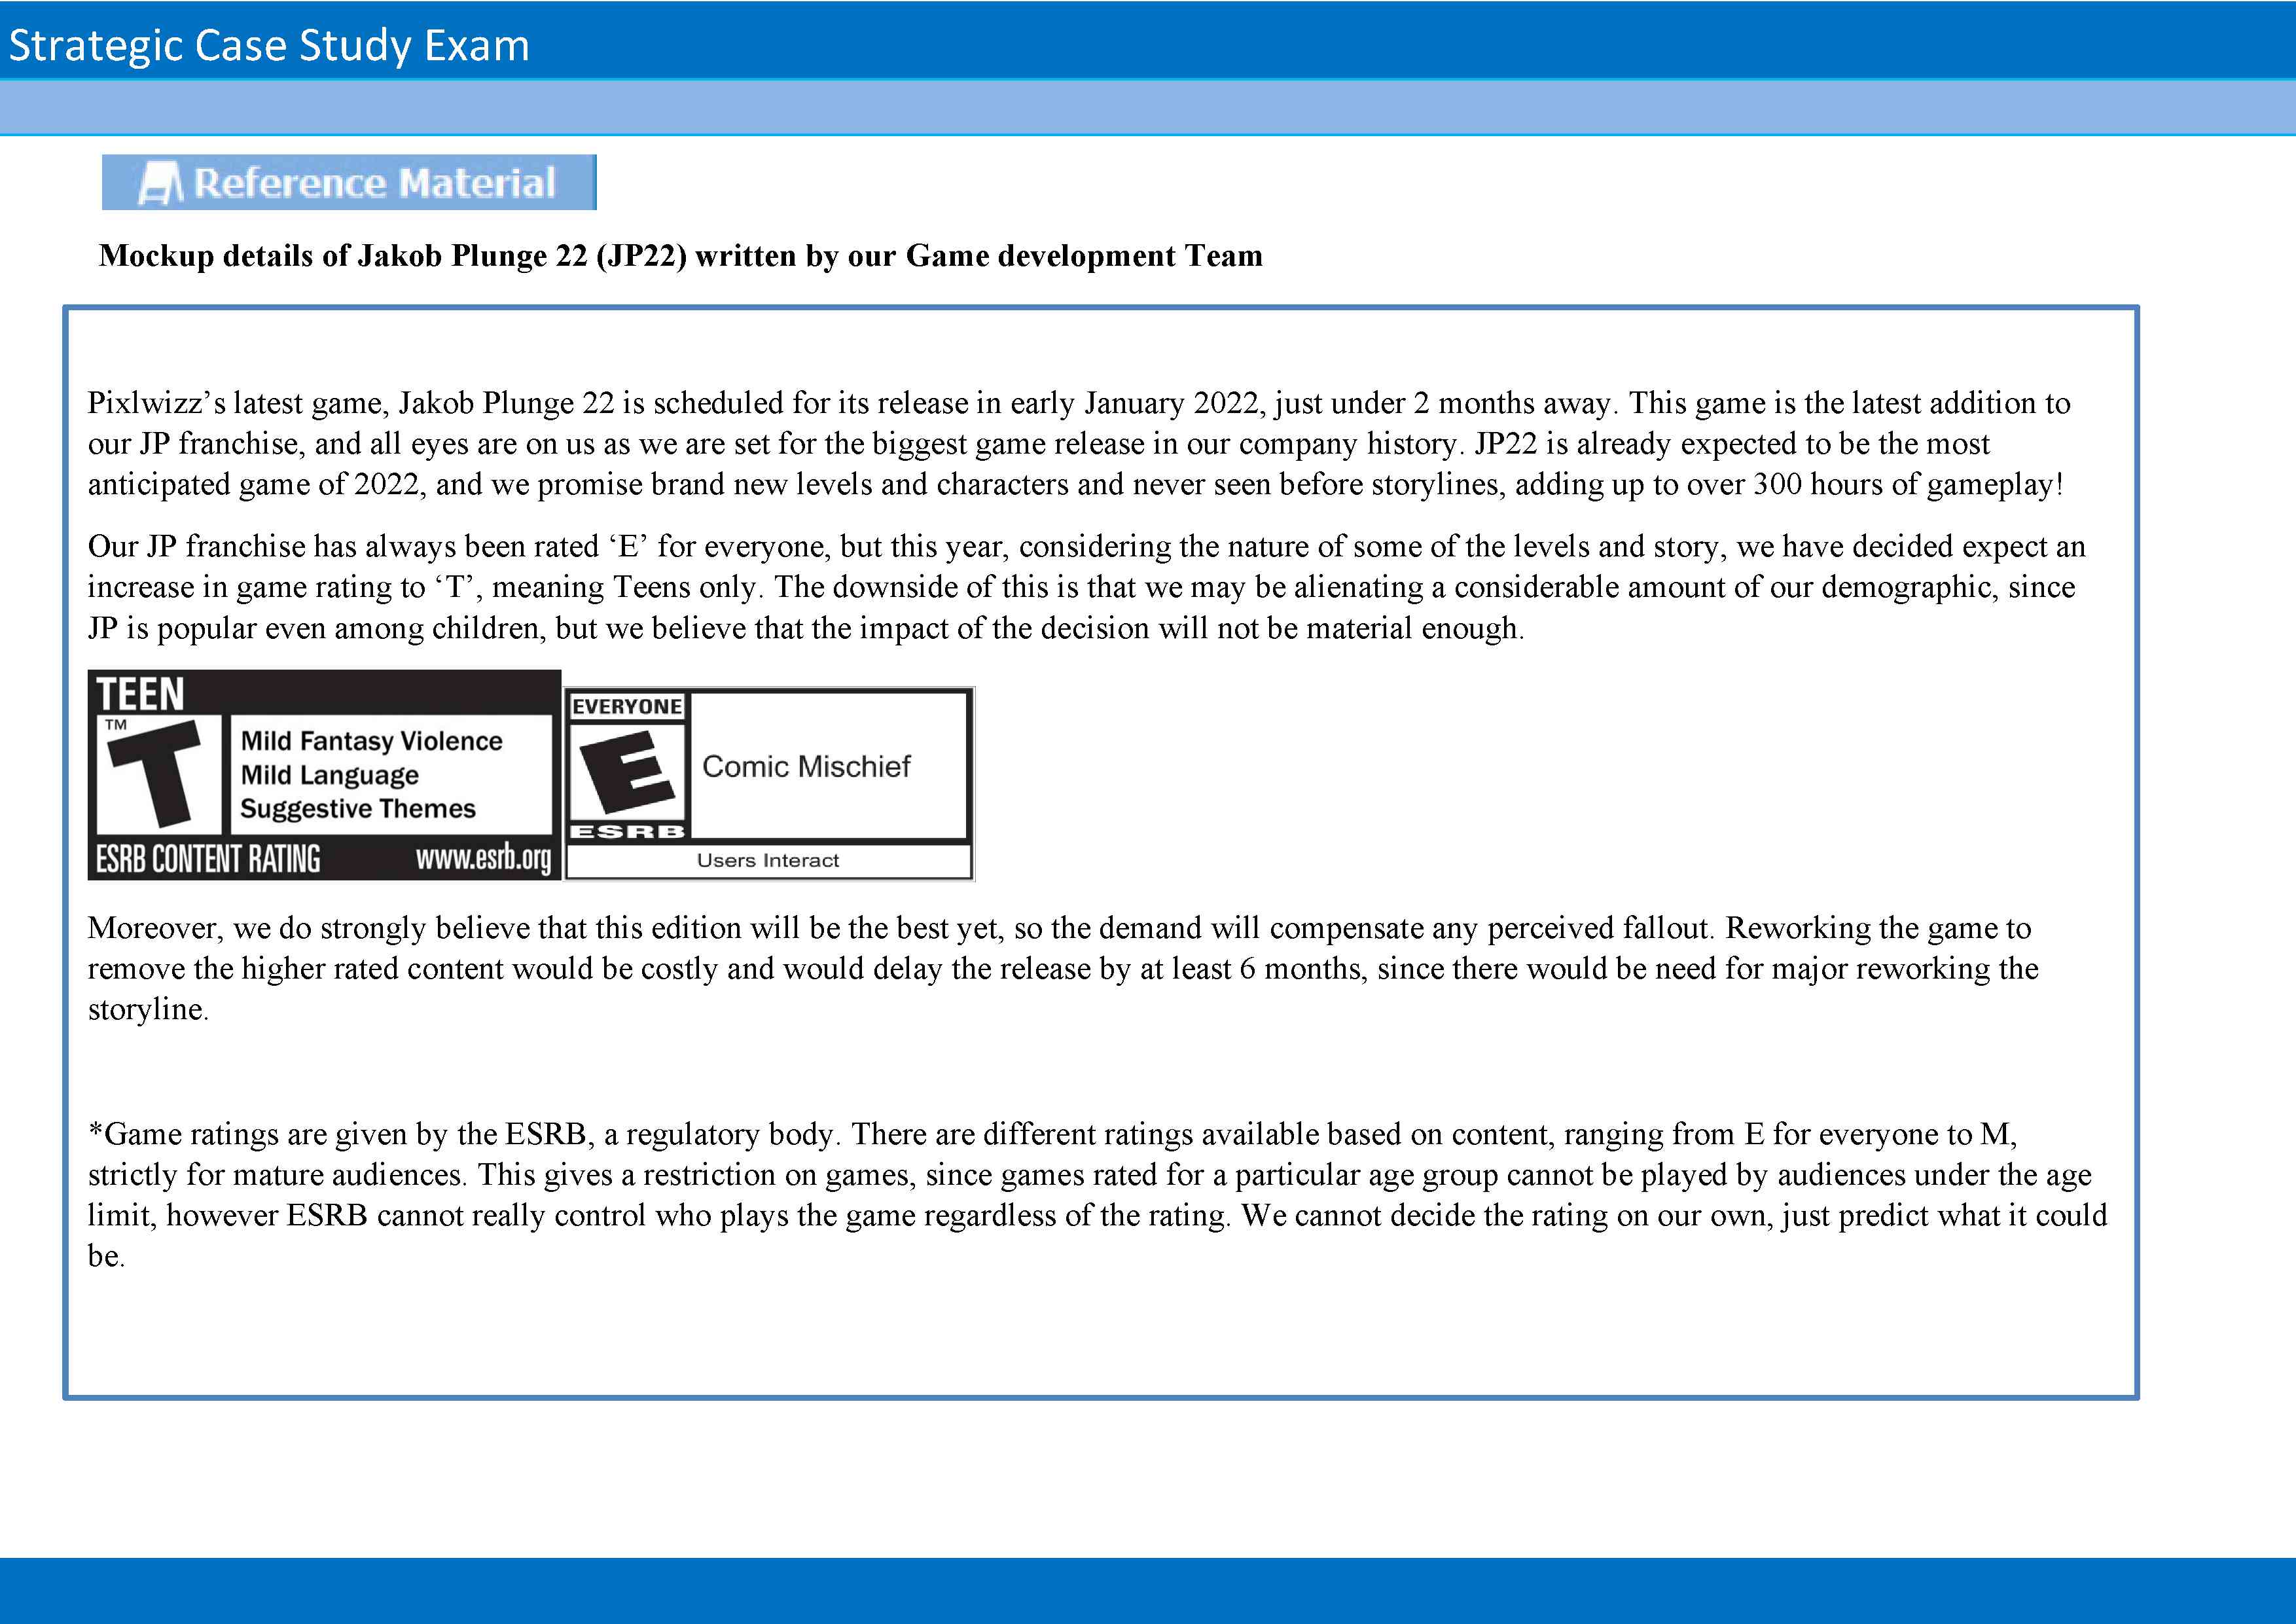 Strategic Case Study Exam
Reference Material
Mockup details of Jakob Plunge 22 (JP22) written by our Game development Team
Pixlwizz’s latest game, Jakob Plunge 22 is scheduled for its release in early January 2022, just under 2 months away. This game is the latest addition to
our JP franchise, and all eyes are on us as we are set for the biggest game release in our company history. JP22 is already expected to be the most
anticipated game of 2022, and we promise brand new levels and characters and never seen before storylines, adding up to over 300 hours of gameplay!
Our JP franchise has always been rated ‘E’ for everyone, but this year, considering the nature of some of the levels and story, we have decided expect an
increase in game rating to ‘T’, meaning Teens only. The downside of this is that we may be alienating a considerable amount of our demographic, since
JP is popular even among children, but we believe that the impact of the decision will not be material enough.
TEEN
TM
T
Mild Fantasy Violence
Mild Language
Suggestive Themes
ESRB CONTENT RATING www.esrb.org
EVERYONE
E
Comic Mischief
ESRB
Users Interact
Moreover, we do strongly believe that this edition will be the best yet, so the demand will compensate any perceived fallout. Reworking the game to
remove the higher rated content would be costly and would delay the release by at least 6 months, since there would be need for major reworking the
storyline.
*Game ratings are given by the ESRB, a regulatory body. There are different ratings available based on content, ranging from E for everyone to M,
strictly for mature audiences. This gives a restriction on games, since games rated for a particular age group cannot be played by audiences under the age
limit, however ESRB cannot really control who plays the game regardless of the rating. We cannot decide the rating on our own, just predict what it could
be.